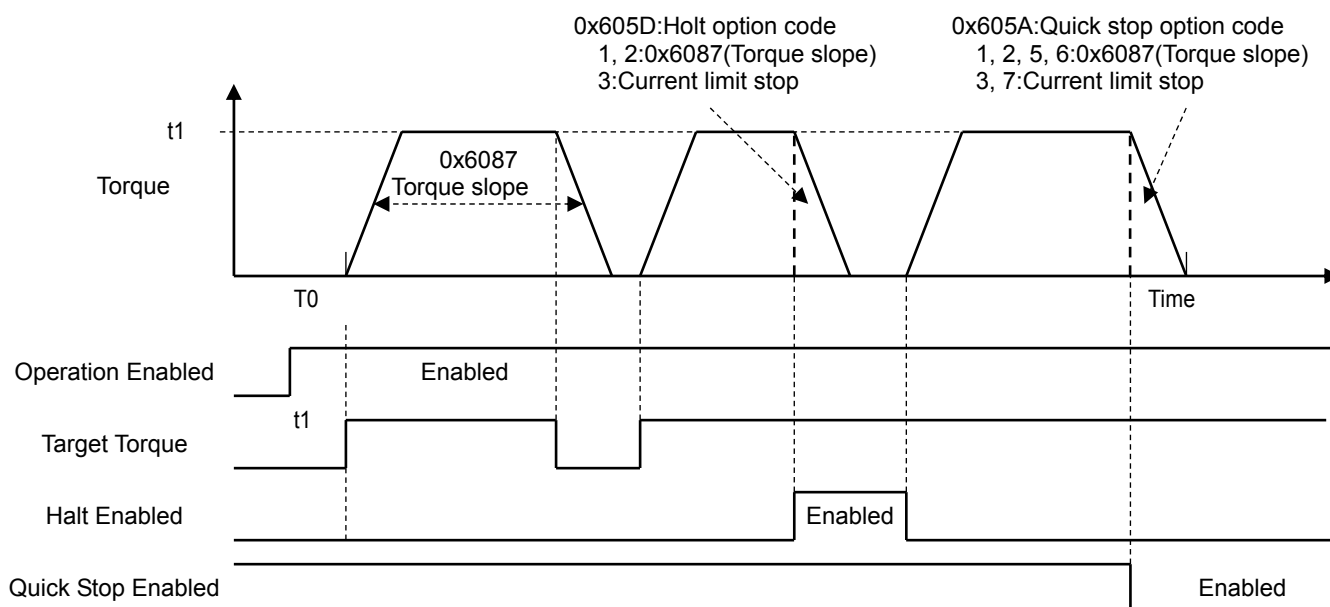 0x605D:Holt option code
1, 2:0x6087(Torque slope)
3:Current limit stop
0x605A:Quick stop option code
1, 2, 5, 6:0x6087(Torque slope)
3, 7:Current limit stop
t1
0x6087
Torque slope
Torque
T0
Time
Operation Enabled
Enabled
t1
Target Torque
Halt Enabled
Enabled
Quick Stop Enabled
Enabled